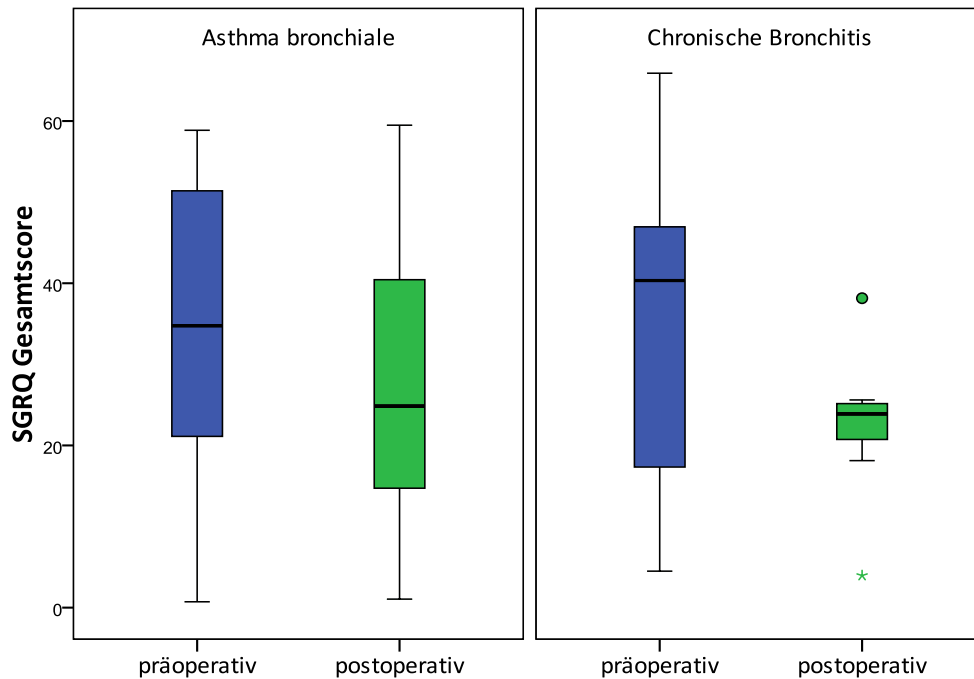 Asthma bronchiale
Chronische Bronchitis
SGRQ Gesamtscore
60
40
20
0
präoperativ
postoperativ
präoperativ
postoperativ